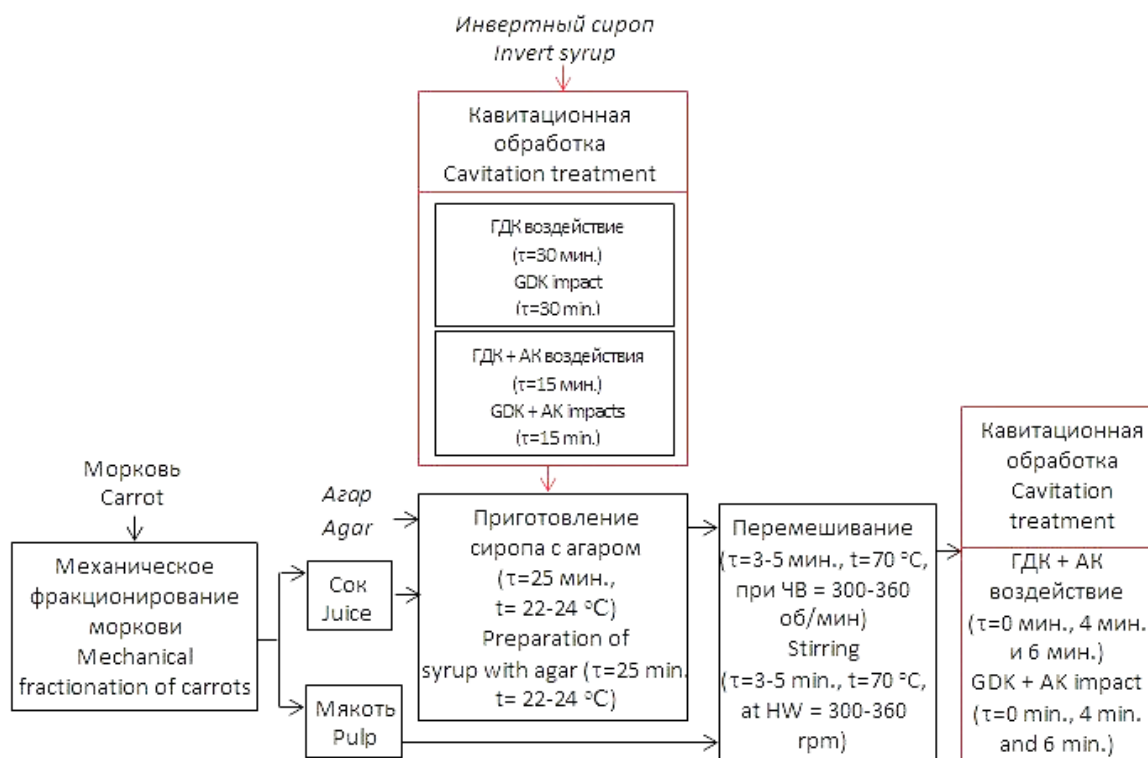 Инвертный сироп
Invert syrup
Кавитационная
обработка
Cavitation treatment
ГДК воздействие
(τ=30 мин.)
GDK impact
(τ=30 min.)
ГДК + АК воздействия
(τ=15 мин.)
GDK + AK impacts
(τ=15 min.)
Морковь
Carrot
Механическое
фракционирование
моркови
Mechanical
fractionation of carrots
Агар
Agar
Сок
Juice
Мякоть
Pulp
Приготовление
сиропа с агаром
(τ=25 мин.,
t= 22-24 °C)
Preparation of
syrup with agar (τ=25 min.
t= 22-24 °C)
Перемешивание
(τ=3-5 мин., t=70 °C,
при ЧВ = 300-360
об/мин)
Stirring
(τ=3-5 min., t=70 °C,
at HW = 300-360
rpm)
Кавитационная
обработка
Cavitation
treatment
ГДК + АК
воздействие
(τ=0 мин., 4 мин.
и 6 мин.)
GDK + AK impact
(τ=0 min., 4 min.
and 6 min.)